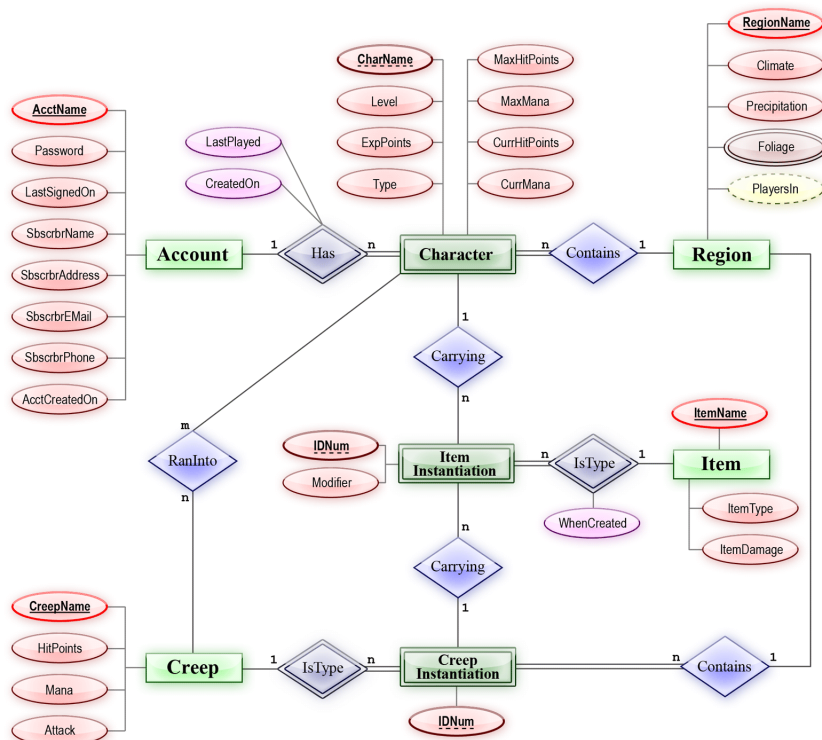 RegionName
CharName
MaxHitPoints
Climate
AcctName
Level
MaxMana
Precipitation
Password
LastPlayed
ExpPoints
CurrHitPoints
Foliage
LastSignedOn
CreatedOn
Type
CurrMana
PlayersIn
SbscrbrName
Account
1
Has
n
Character
n
Contains
1
Region
SbscrbrAddress
SbscrbrEMail
SbscrbrPhone
AcctCreatedOn
1
Carrying
n
m
RanInto
n
IDNum
Modifier
Item
Instantiation
n
IsType
1
Item
ItemName
WhenCreated
ItemType
ItemDamage
n
Carrying
1
CreepName
HitPoints
Mana
Attack
Creep
1
IsType
n
Creep
Instantiation
n
Contains
1
IDNum